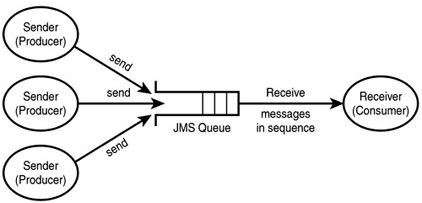 Sender
(Producer)
send
Sender
(Producer)
send
Sender
(Producer)
send
JMS Queue
Receive
messages
in sequence
Receiver
(Consumer)